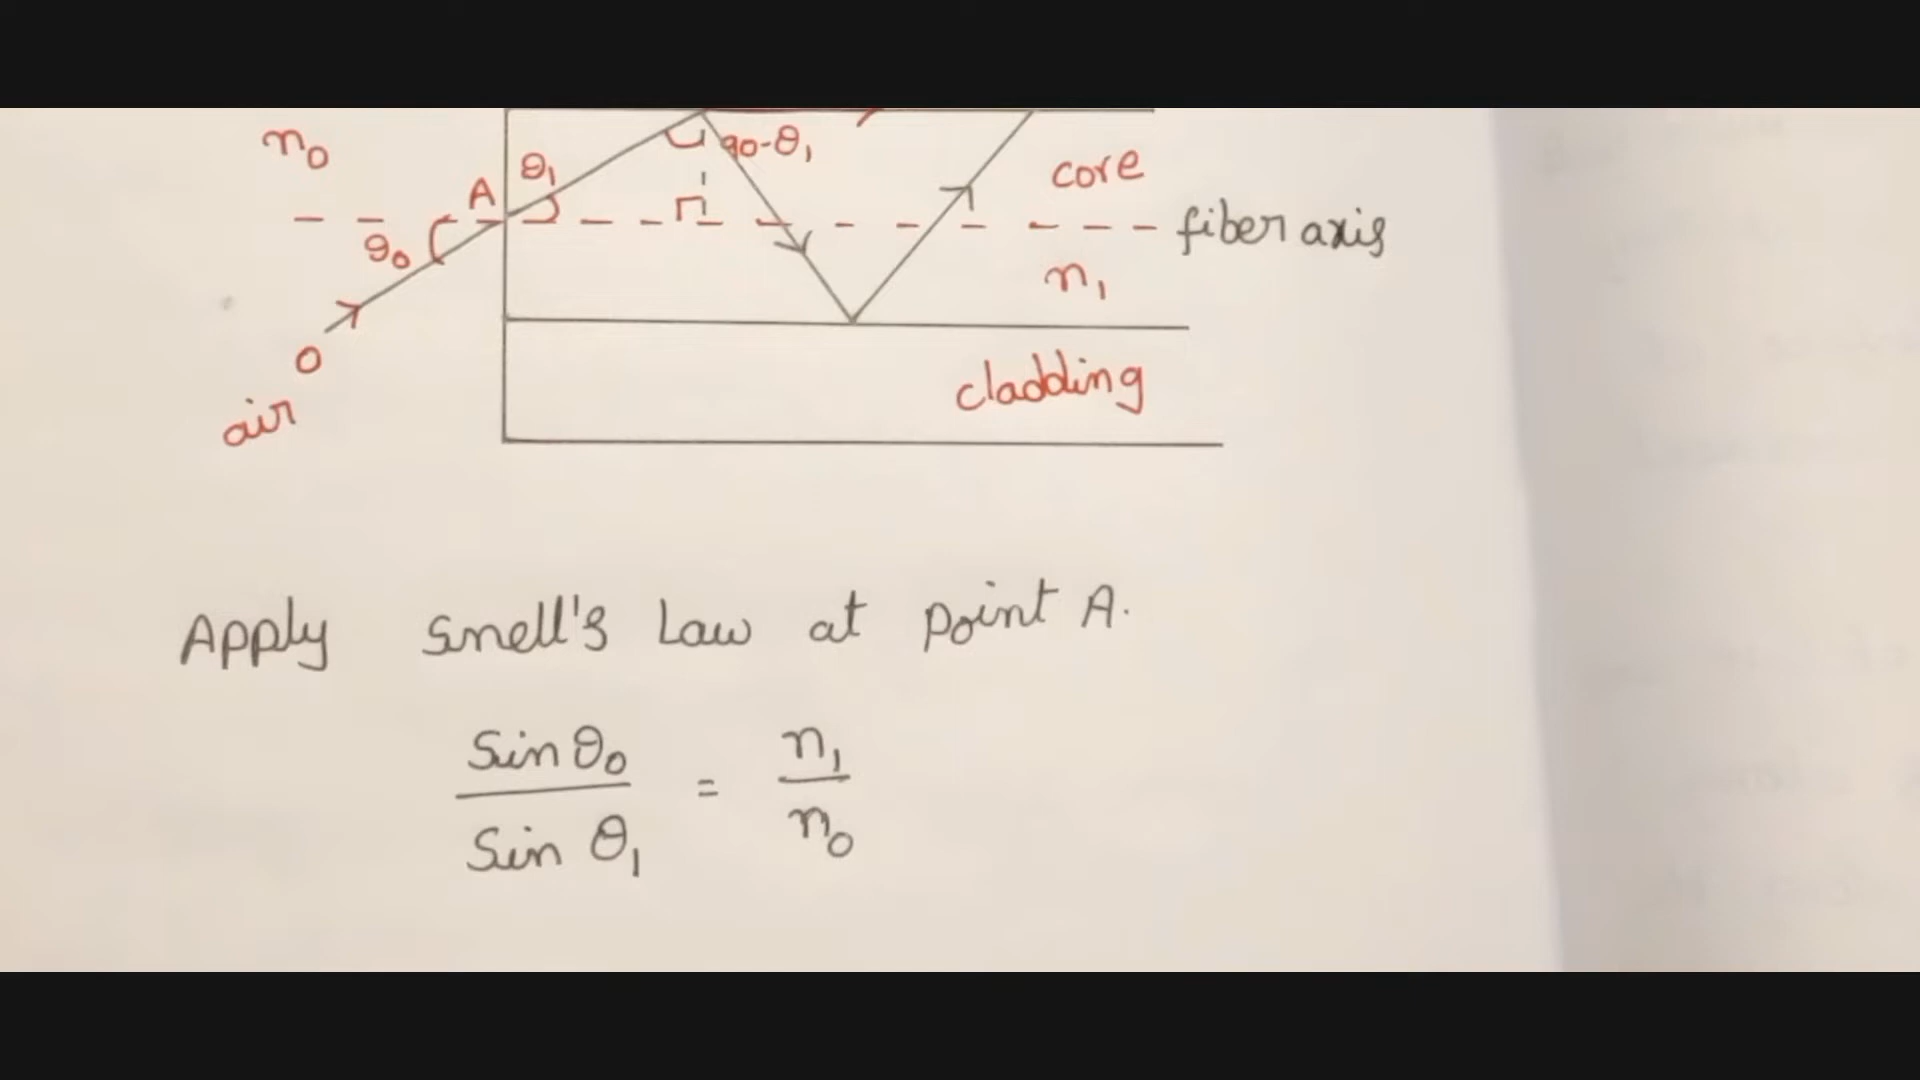 n₀
θ₁
90-θ₁
core
A
fiber axis
θ₀
n₁
O
air
cladding
Apply Snell's Law at point A.
Sin θ₀ / Sin θ₁ = n₁ / n₀